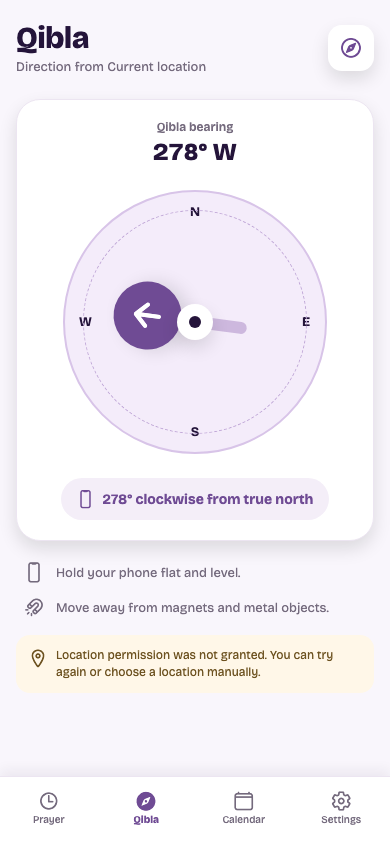 Qibla
Direction from Current location
Qibla bearing
278° W
N
W
E
S
278° clockwise from true north
Hold your phone flat and level.
Move away from magnets and metal objects.
Location permission was not granted. You can try
again or choose a location manually.
Prayer
Qibla
Calendar
Settings